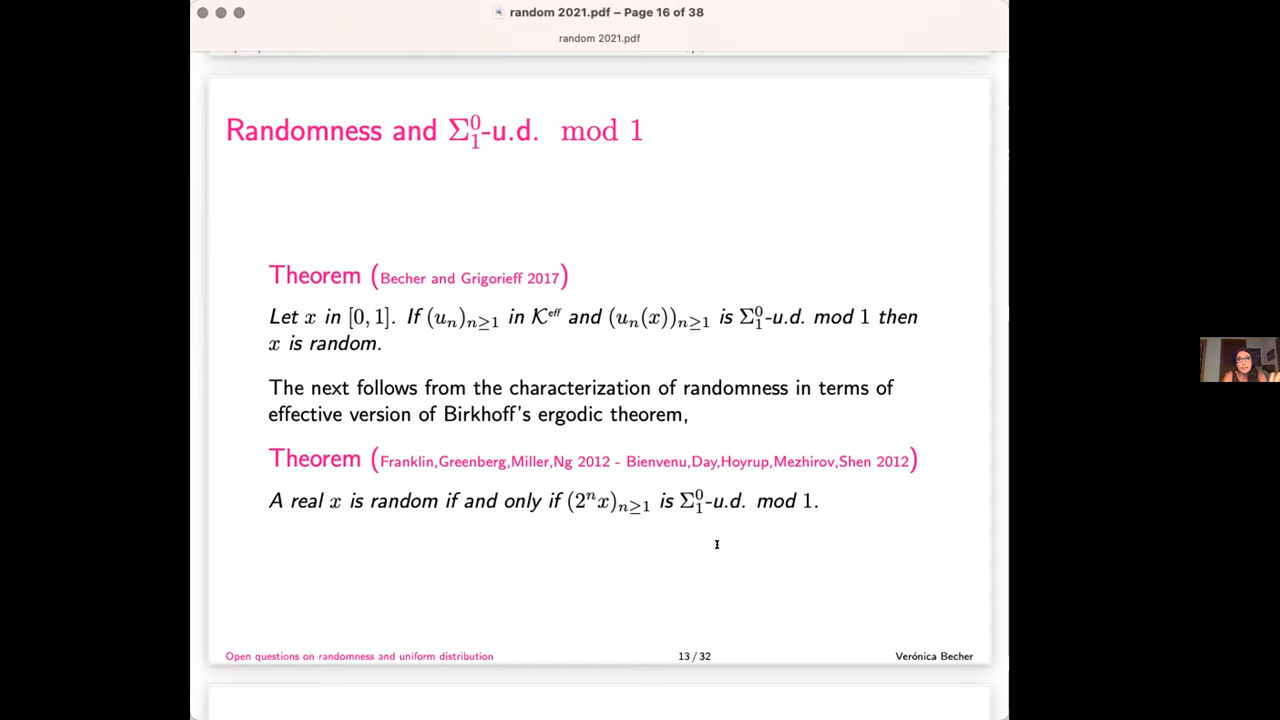 random 2021.pdf – Page 16 of 38
random 2021.pdf
Randomness and Σ⁰₁-u.d. mod 1
Theorem (Becher and Grigorieff 2017)
Let x in [0, 1]. If (uₙ)ₙ≥₁ in 𝒦ᵉᶠᶠ and (uₙ(x))ₙ≥₁ is Σ⁰₁-u.d. mod 1 then
x is random.
The next follows from the characterization of randomness in terms of
effective version of Birkhoff's ergodic theorem,
Theorem (Franklin,Greenberg,Miller,Ng 2012 - Bienvenu,Day,Hoyrup,Mezhirov,Shen 2012)
A real x is random if and only if (2ⁿx)ₙ≥₁ is Σ⁰₁-u.d. mod 1.
Open questions on randomness and uniform distribution
13 / 32
Verónica Becher